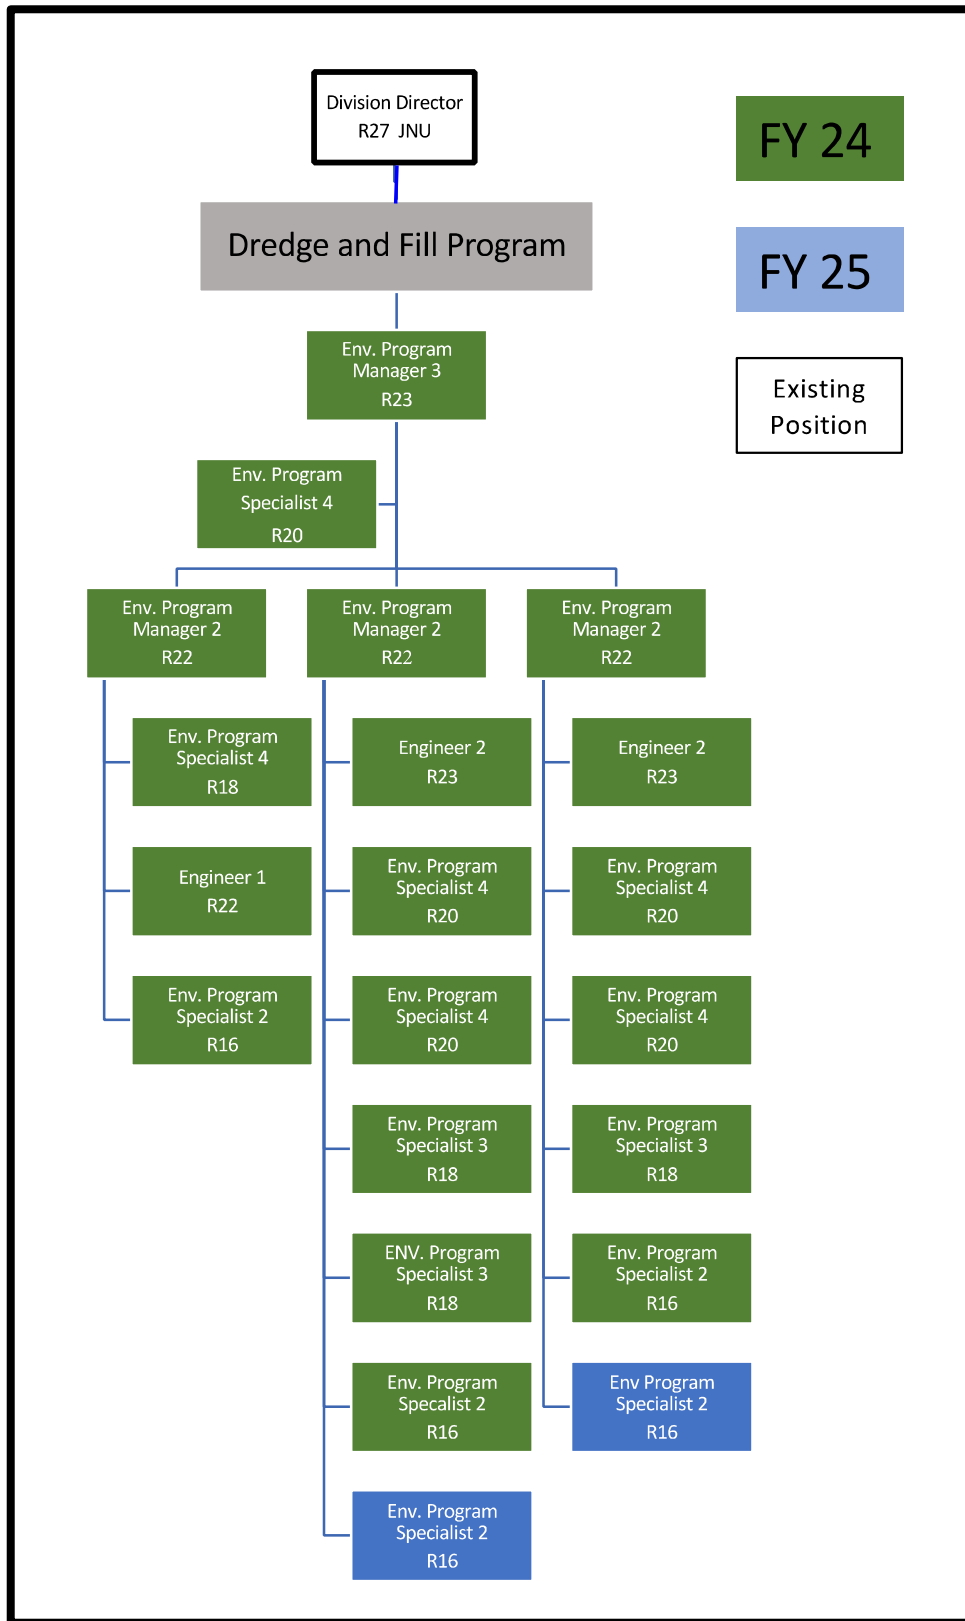 Division Director
R27 JNU
FY 24
Dredge and Fill Program
FY 25
Env. Program
Manager 3
R23
Existing
Position
Env. Program
Specialist 4
R20
Env. Program
Manager 2
R22
Env. Program
Manager 2
R22
Env. Program
Manager 2
R22
Env. Program
Specialist 4
R18
Engineer 1
R22
Env. Program
Specialist 2
R16
Engineer 2
R23
Env. Program
Specialist 4
R20
Env. Program
Specialist 4
R20
Env. Program
Specialist 3
R18
ENV. Program
Specialist 3
R18
Env. Program
Specalist 2
R16
Env. Program
Specialist 2
R16
Engineer 2
R23
Env. Program
Specialist 4
R20
Env. Program
Specialist 4
R20
Env. Program
Specialist 3
R18
Env. Program
Specialist 2
R16
Env Program
Specialist 2
R16